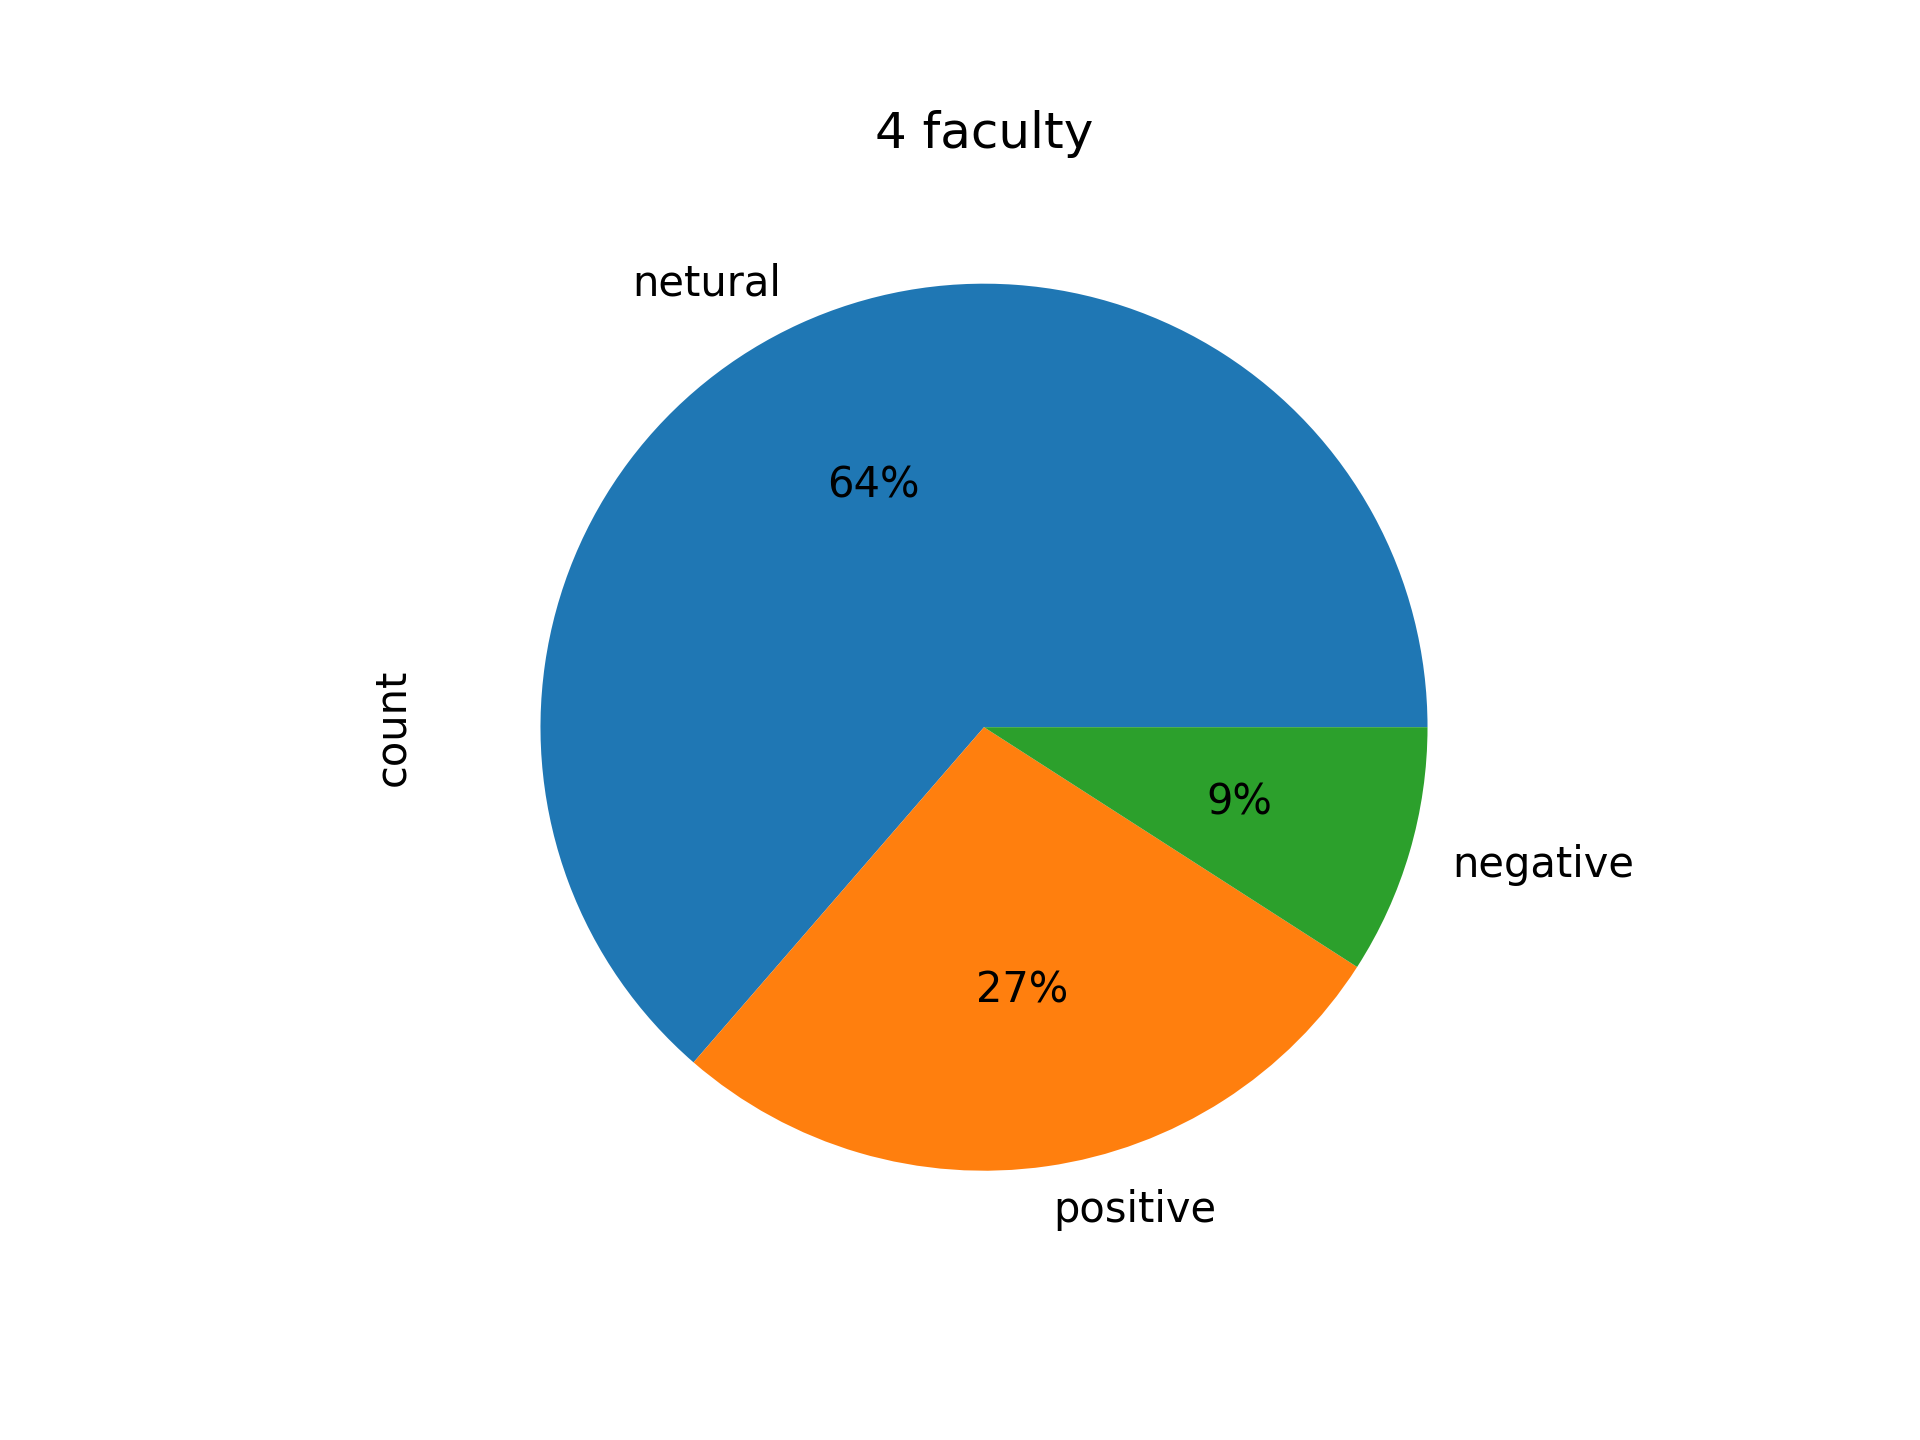 4 faculty
netural
64%
count
9%
negative
27%
positive